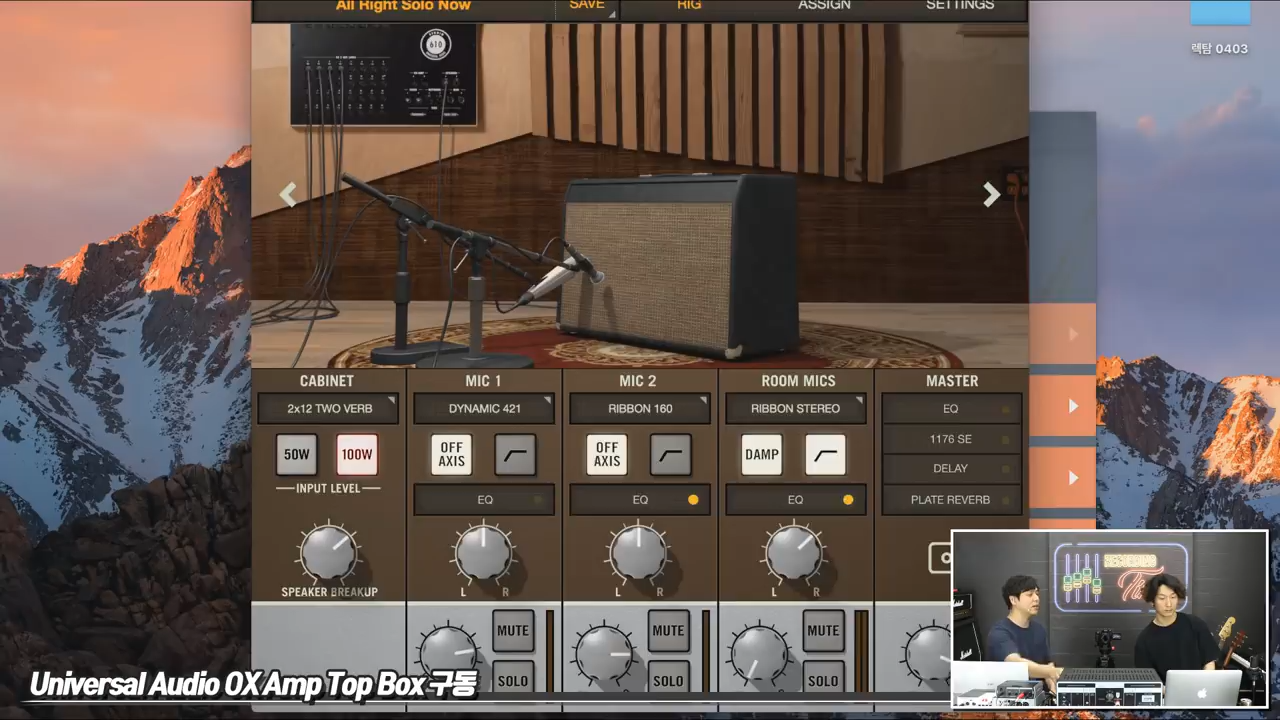 All Right Solo Now
SAVE
RIG
ASSIGN
SETTINGS
렉탐 0403
610
CABINET
MIC 1
MIC 2
ROOM MICS
MASTER
2x12 TWO VERB
DYNAMIC 421
RIBBON 160
RIBBON STEREO
EQ
50W
100W
OFF AXIS
OFF AXIS
DAMP
1176 SE
DELAY
INPUT LEVEL
EQ
EQ
EQ
PLATE REVERB
SPEAKER BREAKUP
L R
L R
L R
MUTE
MUTE
MUTE
SOLO
SOLO
SOLO
RECORDING
Universal Audio OX Amp Top Box 구동